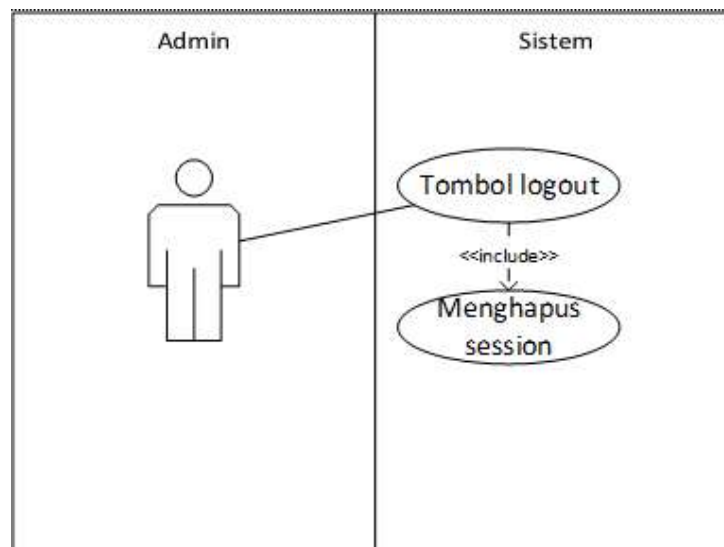 Admin
Sistem
Tombol logout
<<include>>
Menghapus
session